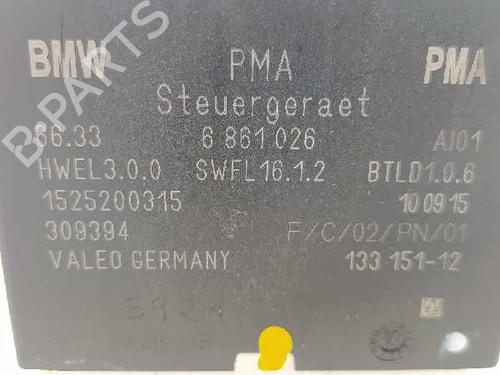 BMW PMA PMA
Steuergeraet
66.33 6 861 026 AI01
HWEL3.0.0 SWFL16.1.2 BTLD1.0.6
1525200315 10 09 15
309394 F/C/02/PN/01
VALEO GERMANY 133 151-12